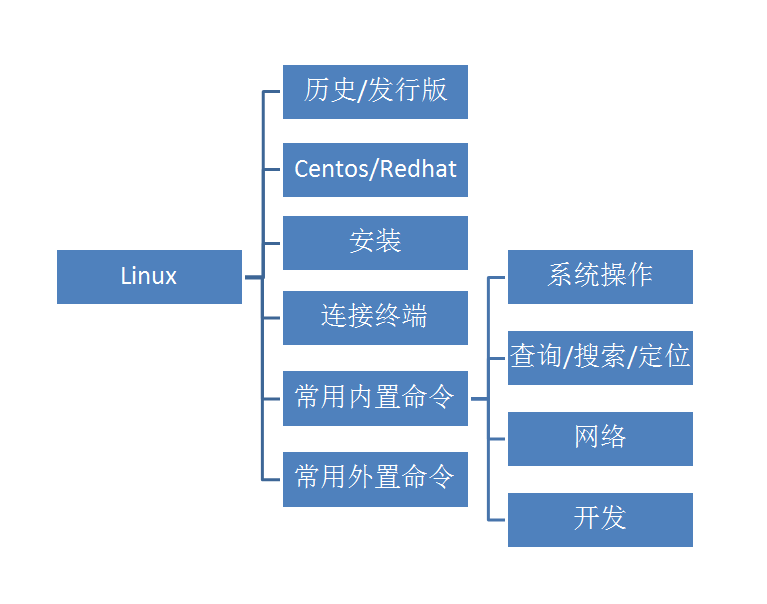 Linux
历史/发行版
Centos/Redhat
安装
连接终端
常用内置命令
常用外置命令
系统操作
查询/搜索/定位
网络
开发